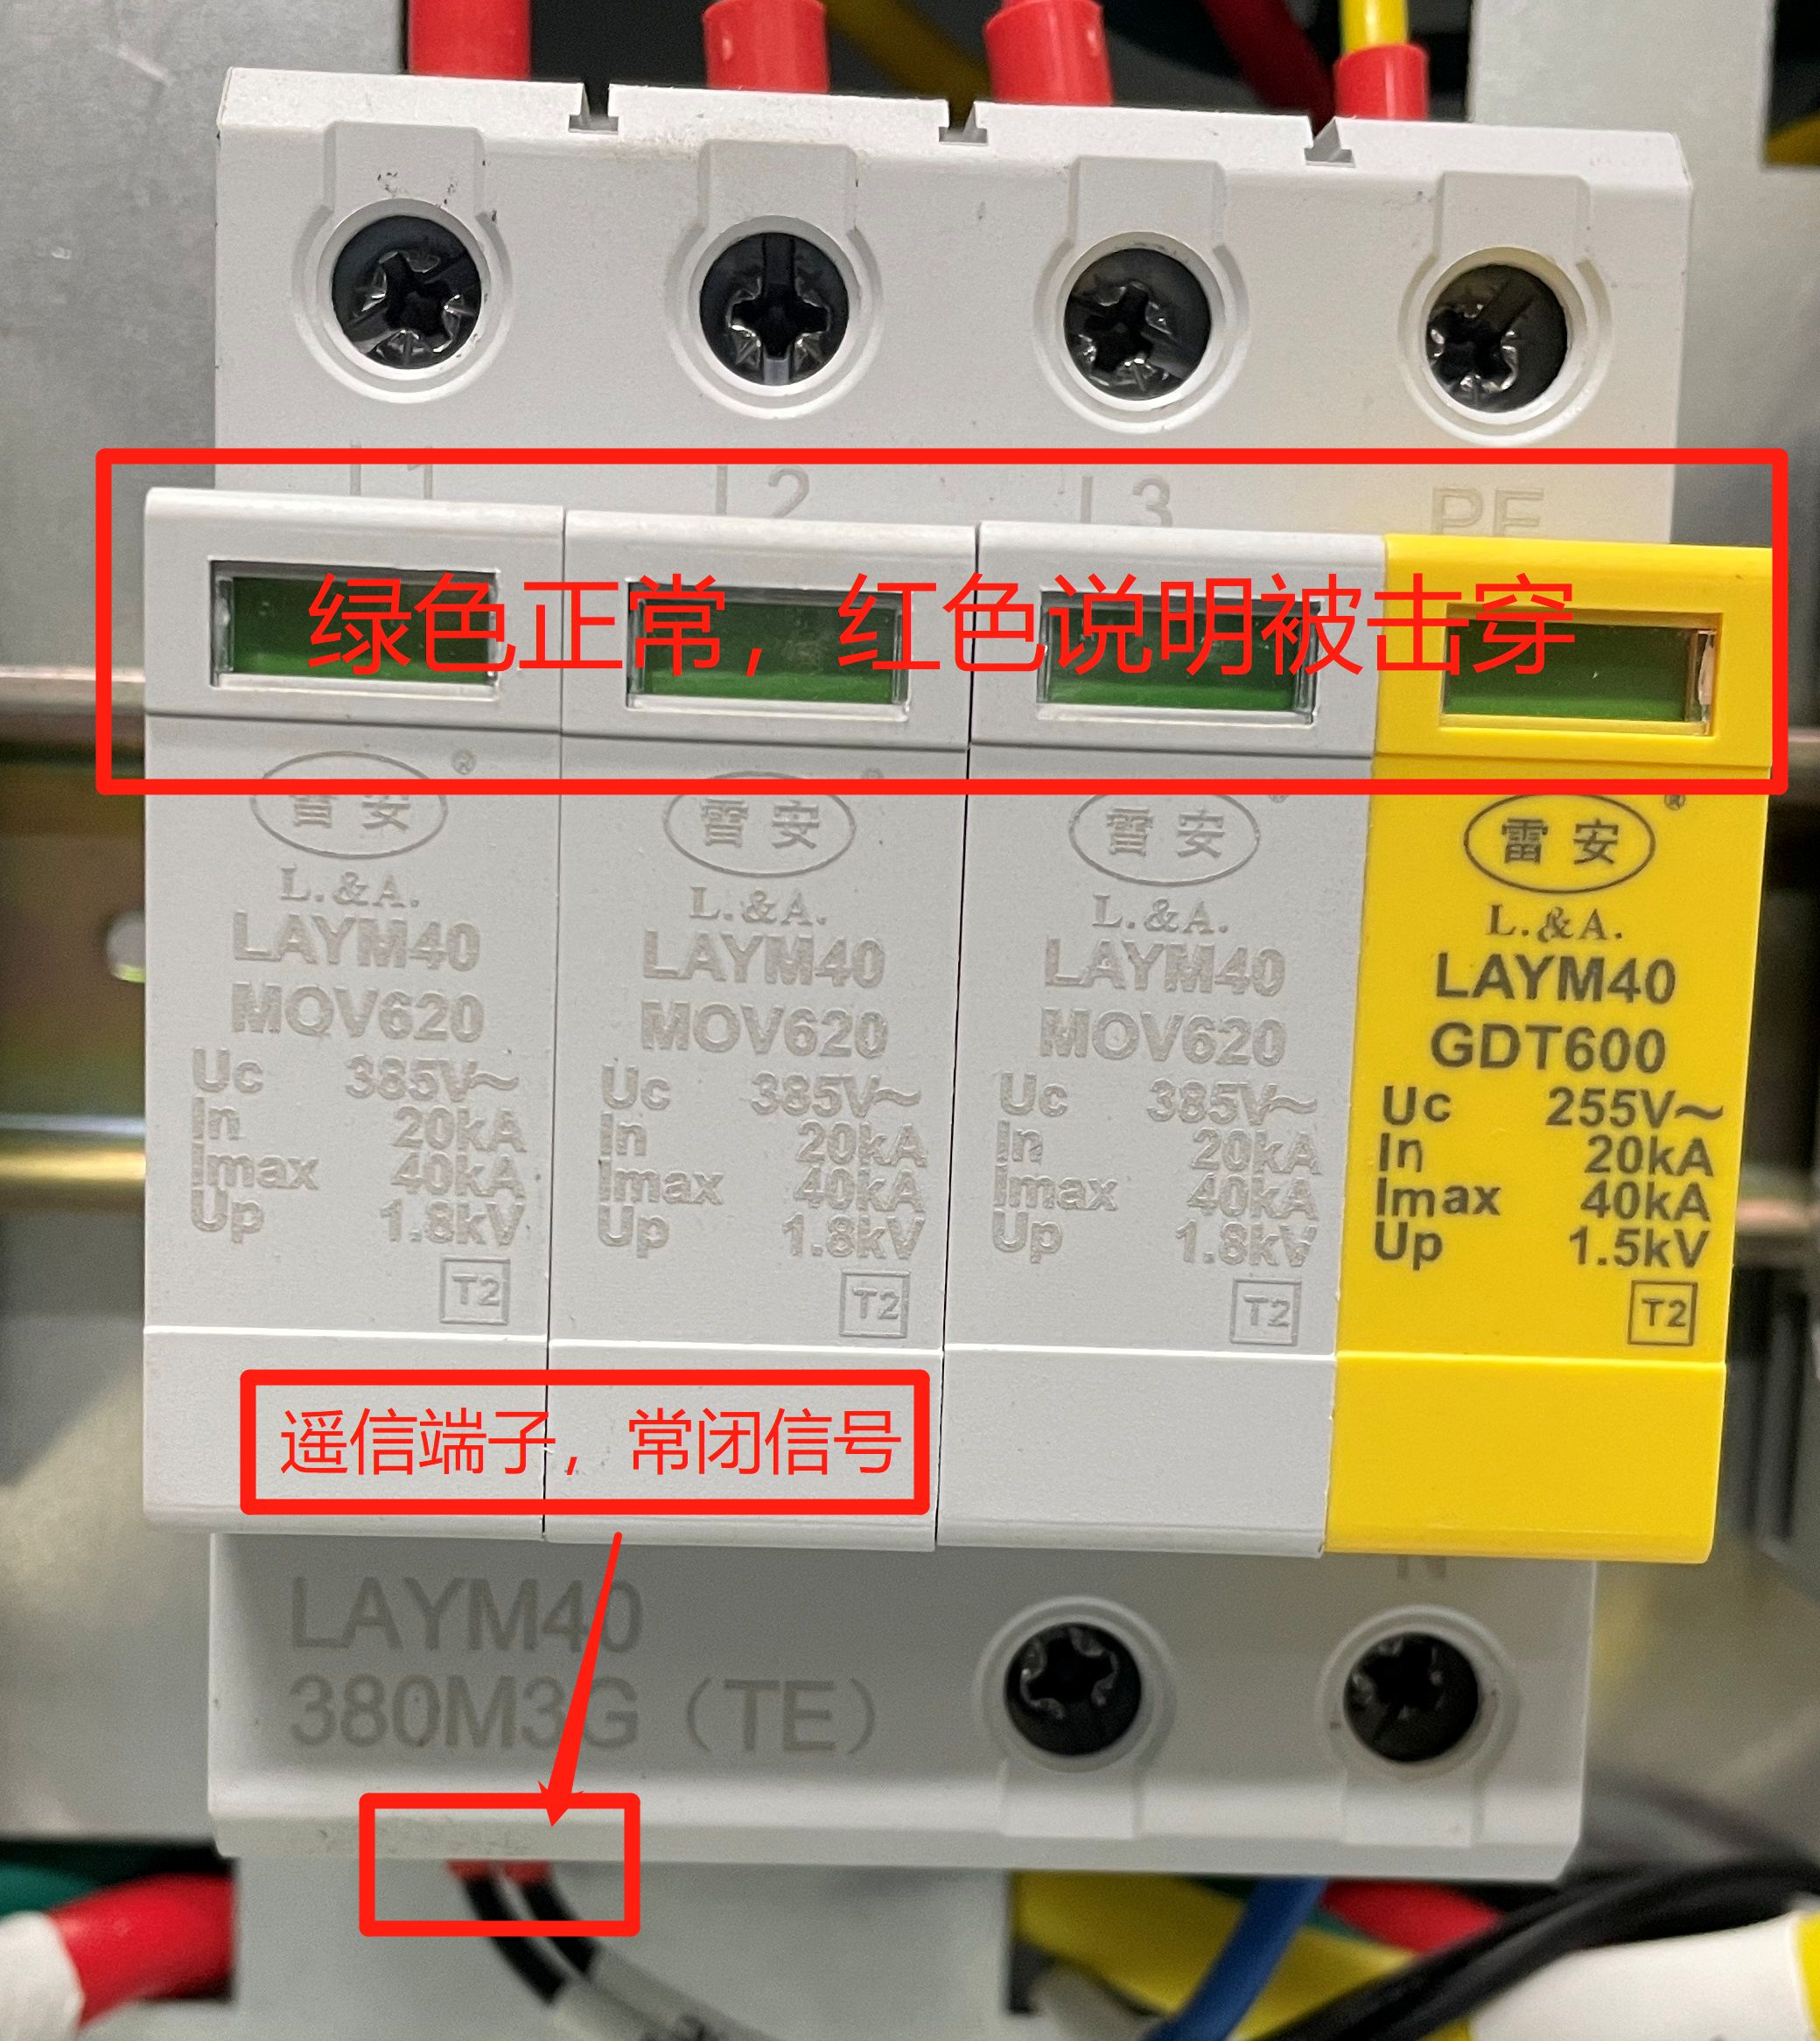 L1
L2
L3
PE
绿色正常，红色说明被击穿
雷安®
L.&A.
LAYM40
MOV620
Uc 385V~
In 20kA
Imax 40kA
Up 1.8kV
T2
雷安®
L.&A.
LAYM40
MOV620
Uc 385V~
In 20kA
Imax 40kA
Up 1.8kV
T2
雷安®
L.&A.
LAYM40
MOV620
Uc 385V~
In 20kA
Imax 40kA
Up 1.8kV
T2
雷安®
L.&A.
LAYM40
GDT600
Uc 255V~
In 20kA
Imax 40kA
Up 1.5kV
T2
遥信端子，常闭信号
N
LAYM40
380M3G（TE）